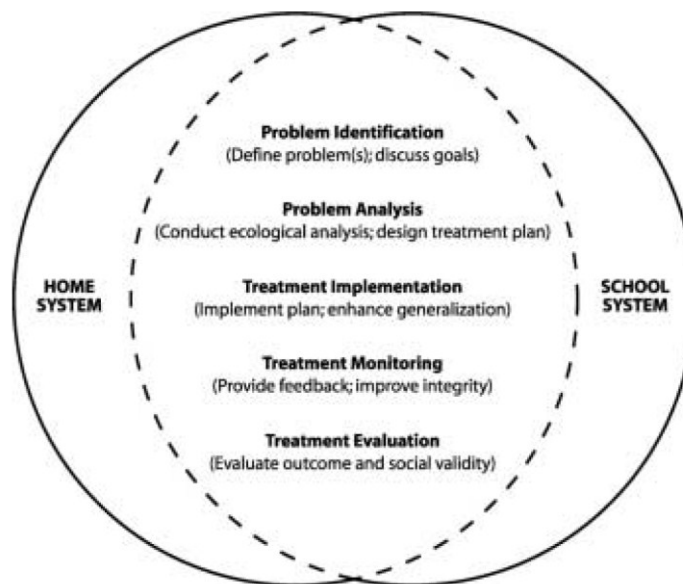 Problem Identification
(Define problem(s); discuss goals)
Problem Analysis
(Conduct ecological analysis; design treatment plan)
HOME
SYSTEM
Treatment Implementation
(Implement plan; enhance generalization)
SCHOOL
SYSTEM
Treatment Monitoring
(Provide feedback; improve integrity)
Treatment Evaluation
(Evaluate outcome and social validity)